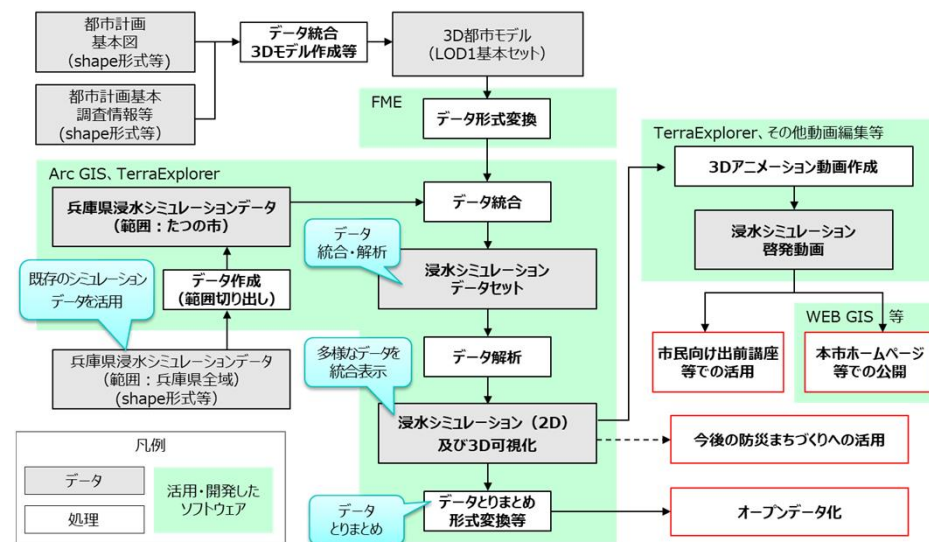 都市計画
基本図
(shape形式等)
データ統合
3Dモデル作成等
3D都市モデル
(LOD1基本セット)
都市計画基本
調査情報等
(shape形式等)
FME
データ形式変換
TerraExplorer、その他動画編集等
3Dアニメーション動画作成
Arc GIS、TerraExplorer
兵庫県浸水シミュレーションデータ
(範囲：たつの市)
データ統合
浸水シミュレーション
啓発動画
データ
統合・解析
既存のシミュレーション
データを活用
データ作成
(範囲切り出し)
浸水シミュレーション
データセット
WEB GIS 等
市民向け出前講座
等での活用
本市ホームページ
等での公開
兵庫県浸水シミュレーションデータ
(範囲：兵庫県全域)
(shape形式等)
多様なデータを
統合表示
データ解析
浸水シミュレーション（2D）
及び3D可視化
今後の防災まちづくりへの活用
凡例
データ
処理
活用・開発した
ソフトウェア
データ
とりまとめ
データとりまとめ
形式変換等
オープンデータ化